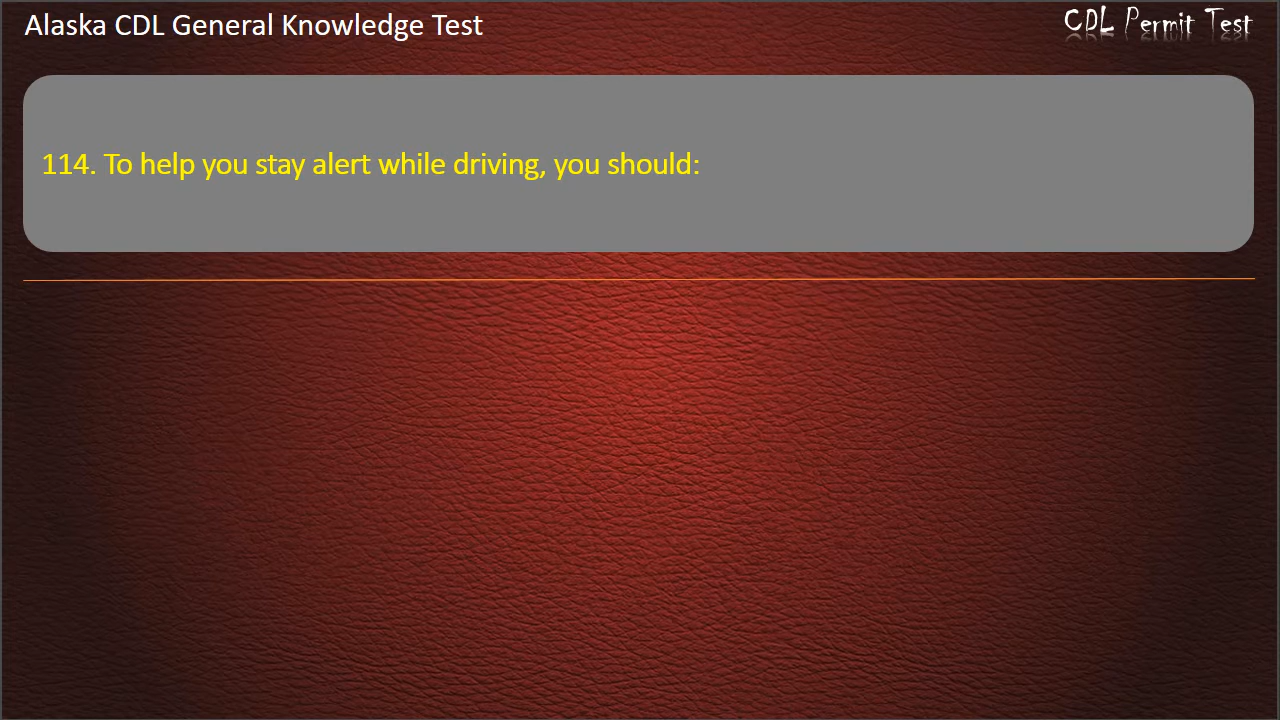 Alaska CDL General Knowledge Test
CDL Permit Test
114. To help you stay alert while driving, you should: